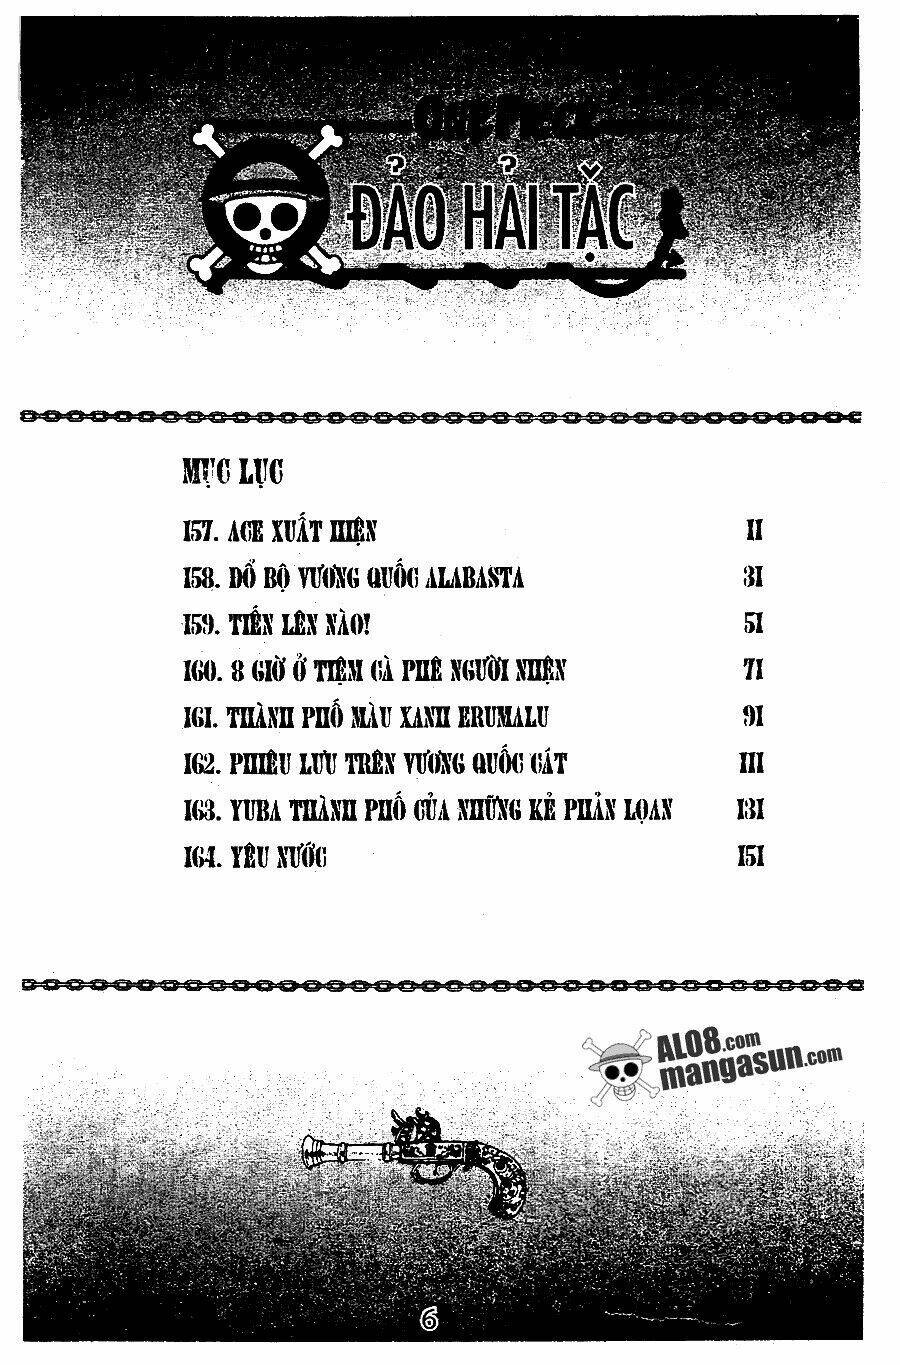 ONE PIECE
ĐẢO HẢI TẶC
MỤC LỤC
157. ACE XUẤT HIỆN 11
158. ĐỔ BỘ VƯƠNG QUỐC ALABASTA 31
159. TIẾN LÊN NÀO! 51
160. 8 GIỜ Ở TIỆM CÀ PHÊ NGƯỜI NHỆN 71
161. THÀNH PHỐ MÀU XANH ERUMALU 91
162. PHIÊU LƯU TRÊN VƯƠNG QUỐC CÁT 111
163. YUBA THÀNH PHỐ CỦA NHỮNG KẺ PHẢN LOẠN 131
164. YÊU NƯỚC 151
ALO8.com
mangasun.com
6